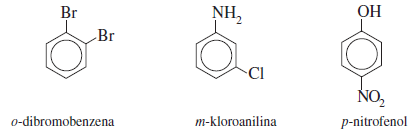 Br
Br
o-dibromobenzena
NH₂
Cl
m-kloroanilina
OH
NO₂
p-nitrofenol